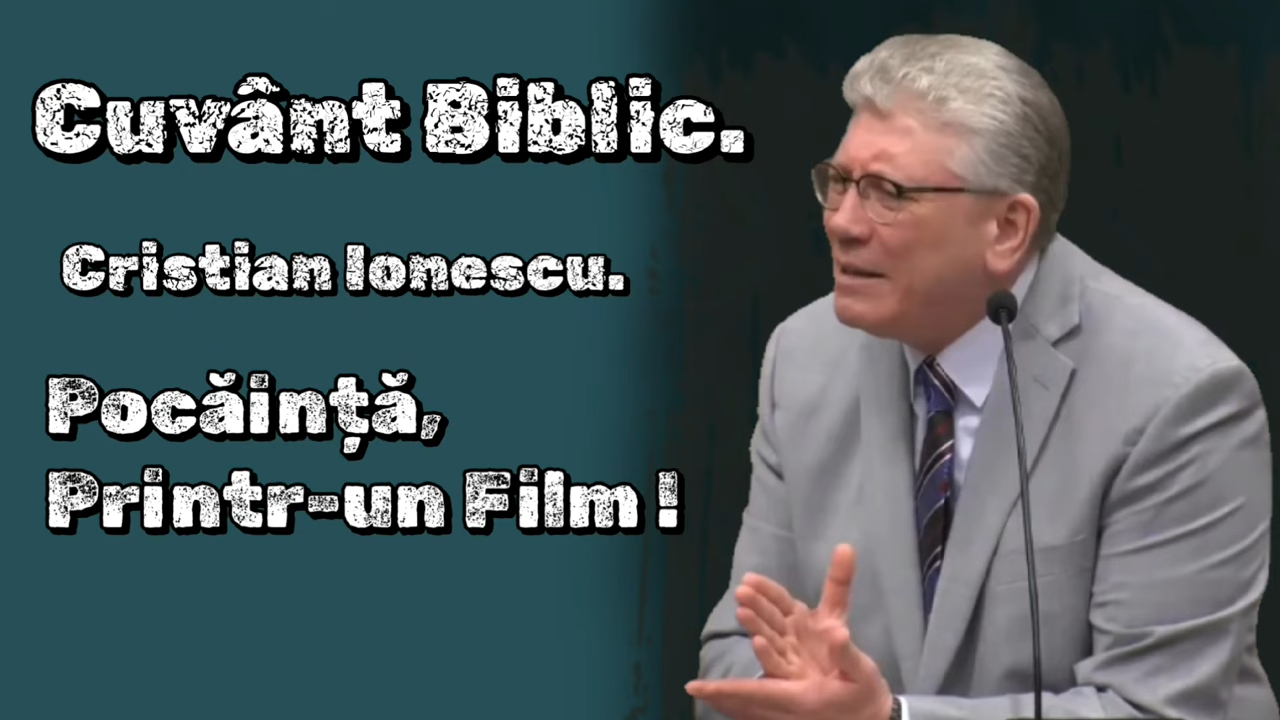 Cuvânt Biblic.
Cristian Ionescu.
Pocăință,
Printr-un Film !